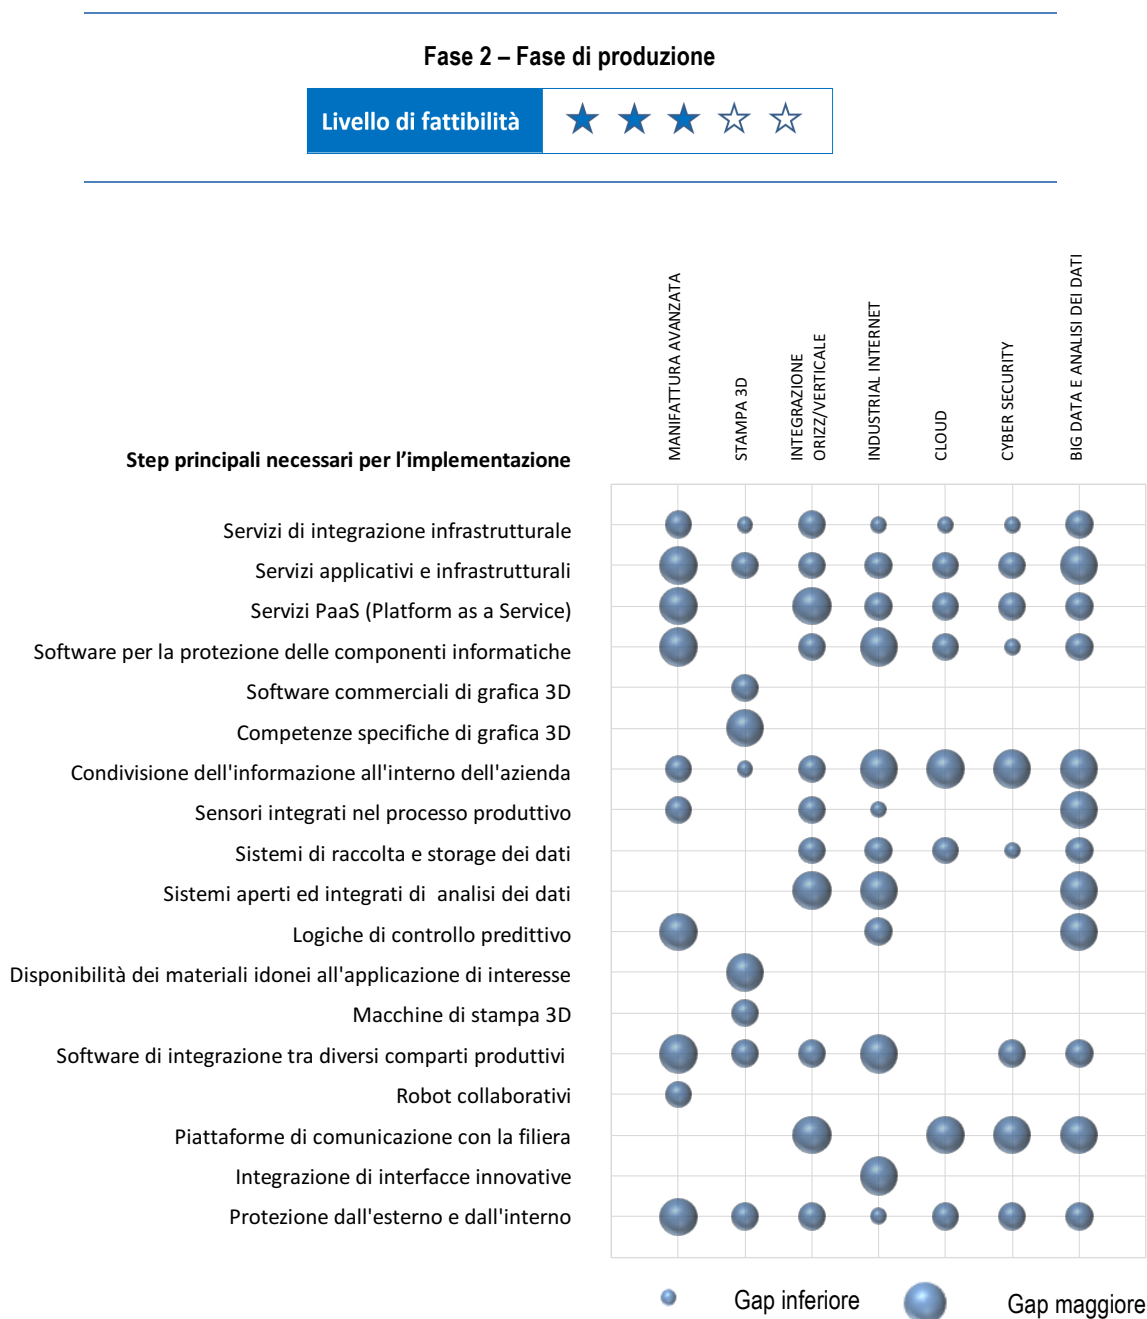 Fase 2 – Fase di produzione
Livello di fattibilità
MANIFATTURA AVANZATA
STAMPA 3D
INTEGRAZIONE
ORIZZ/VERTICALE
INDUSTRIAL INTERNET
CLOUD
CYBER SECURITY
BIG DATA E ANALISI DEI DATI
Step principali necessari per l’implementazione
Servizi di integrazione infrastrutturale
Servizi applicativi e infrastrutturali
Servizi PaaS (Platform as a Service)
Software per la protezione delle componenti informatiche
Software commerciali di grafica 3D
Competenze specifiche di grafica 3D
Condivisione dell'informazione all'interno dell'azienda
Sensori integrati nel processo produttivo
Sistemi di raccolta e storage dei dati
Sistemi aperti ed integrati di analisi dei dati
Logiche di controllo predittivo
Disponibilità dei materiali idonei all'applicazione di interesse
Macchine di stampa 3D
Software di integrazione tra diversi comparti produttivi
Robot collaborativi
Piattaforme di comunicazione con la filiera
Integrazione di interfacce innovative
Protezione dall'esterno e dall'interno
Gap inferiore
Gap maggiore